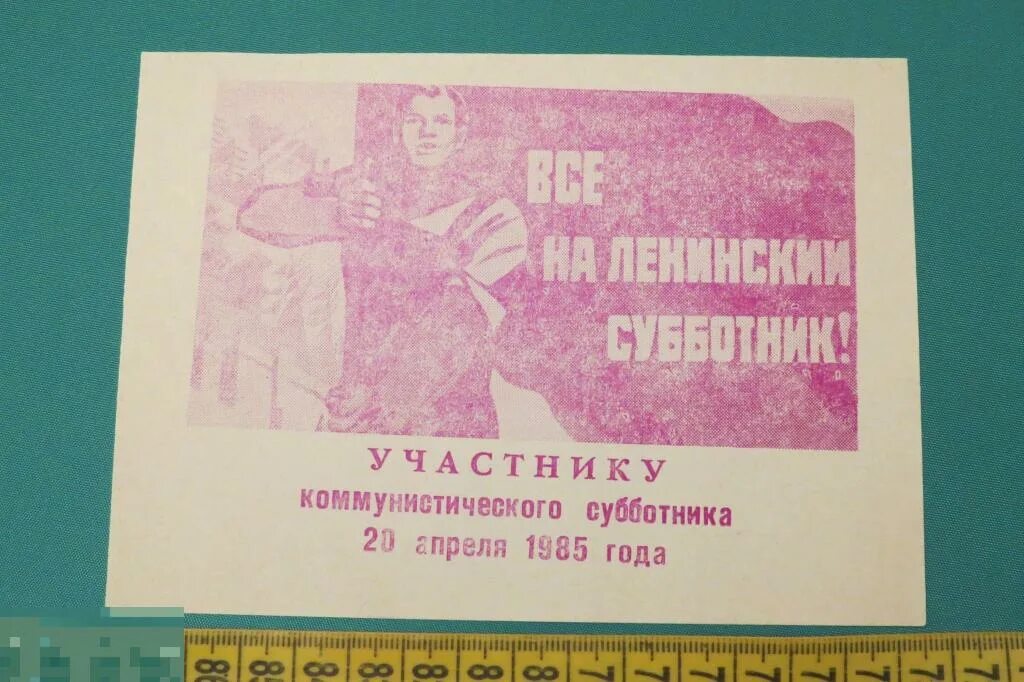 ВСЕ
НА ЛЕНИНСКИЙ
СУББОТНИК!
УЧАСТНИКУ
коммунистического субботника
20 апреля 1985 года